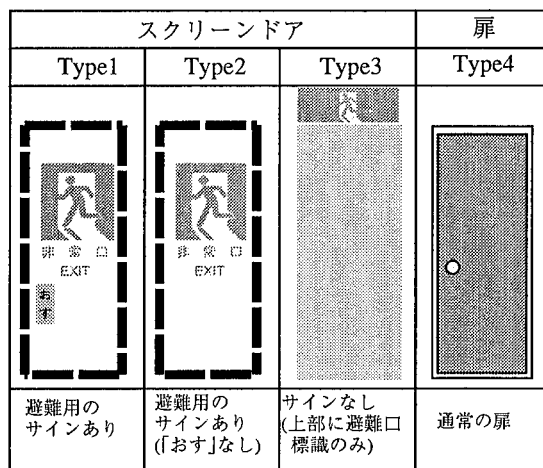 スクリーンドア 扉
Type1 Type2 Type3 Type4
非常口
EXIT
おす
非常口
EXIT
避難用の
サインあり
避難用の
サインあり
(「おす」なし)
サインなし
(上部に避難口
標識のみ)
通常の扉